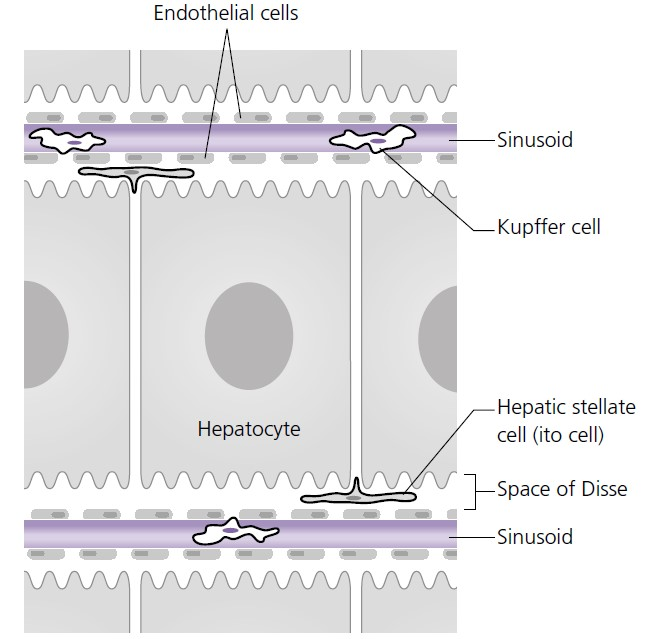 Endothelial cells
Sinusoid
Kupffer cell
Hepatic stellate
cell (ito cell)
Hepatocyte
Space of Disse
Sinusoid